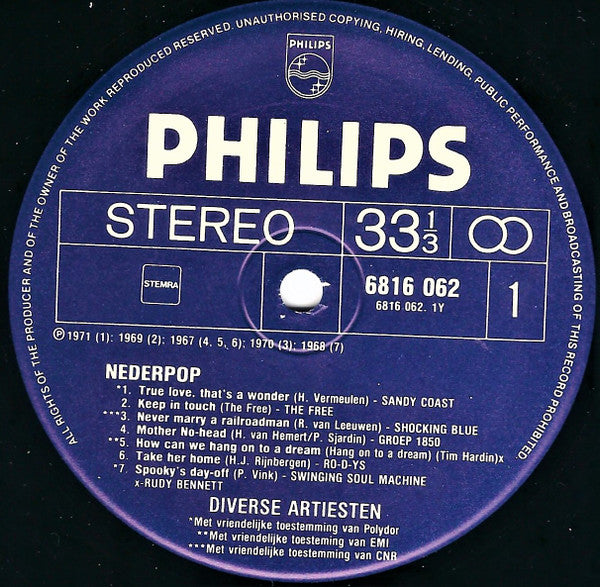 ALL RIGHTS OF THE PRODUCER AND OF THE OWNER OF THE WORK REPRODUCED RESERVED. UNAUTHORISED COPYING, HIRING, LENDING, PUBLIC PERFORMANCE AND BROADCASTING OF THIS RECORD PROHIBITED.
PHILIPS
PHILIPS
STEREO 33 1/3
STEMRA 6816 062 1
6816 062. 1Y
℗ 1971 (1): 1969 (2): 1967 (4. 5, 6): 1970 (3): 1968 (7)
NEDERPOP
*1. True love, that's a wonder (H. Vermeulen) - SANDY COAST
2. Keep in touch (The Free) - THE FREE
***3. Never marry a railroadman (R. van Leeuwen) - SHOCKING BLUE
4. Mother No-head (H. van Hemert/P. Sjardin) - GROEP 1850
**5. How can we hang on to a dream (Hang on to a dream) (Tim Hardin)x
6. Take her home (H.J. Rijnbergen) - RO-D-YS
*7. Spooky's day-off (P. Vink) - SWINGING SOUL MACHINE
x-RUDY BENNETT
DIVERSE ARTIESTEN
*Met vriendelijke toestemming van Polydor
**Met vriendelijke toestemming van EMI
***Met vriendelijke toestemming van CNR